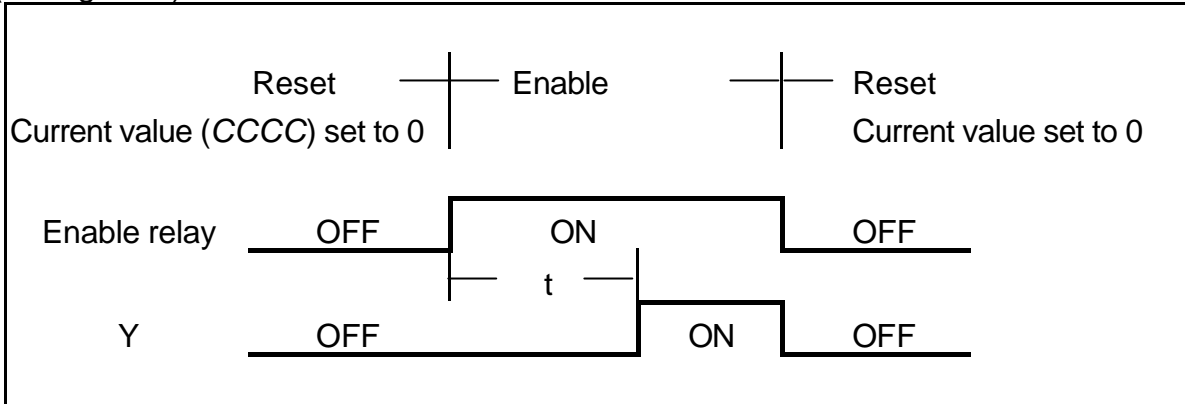 Reset Enable Reset
Current value (CCCC) set to 0 Current value set to 0
Enable relay OFF ON OFF
t
Y OFF ON OFF